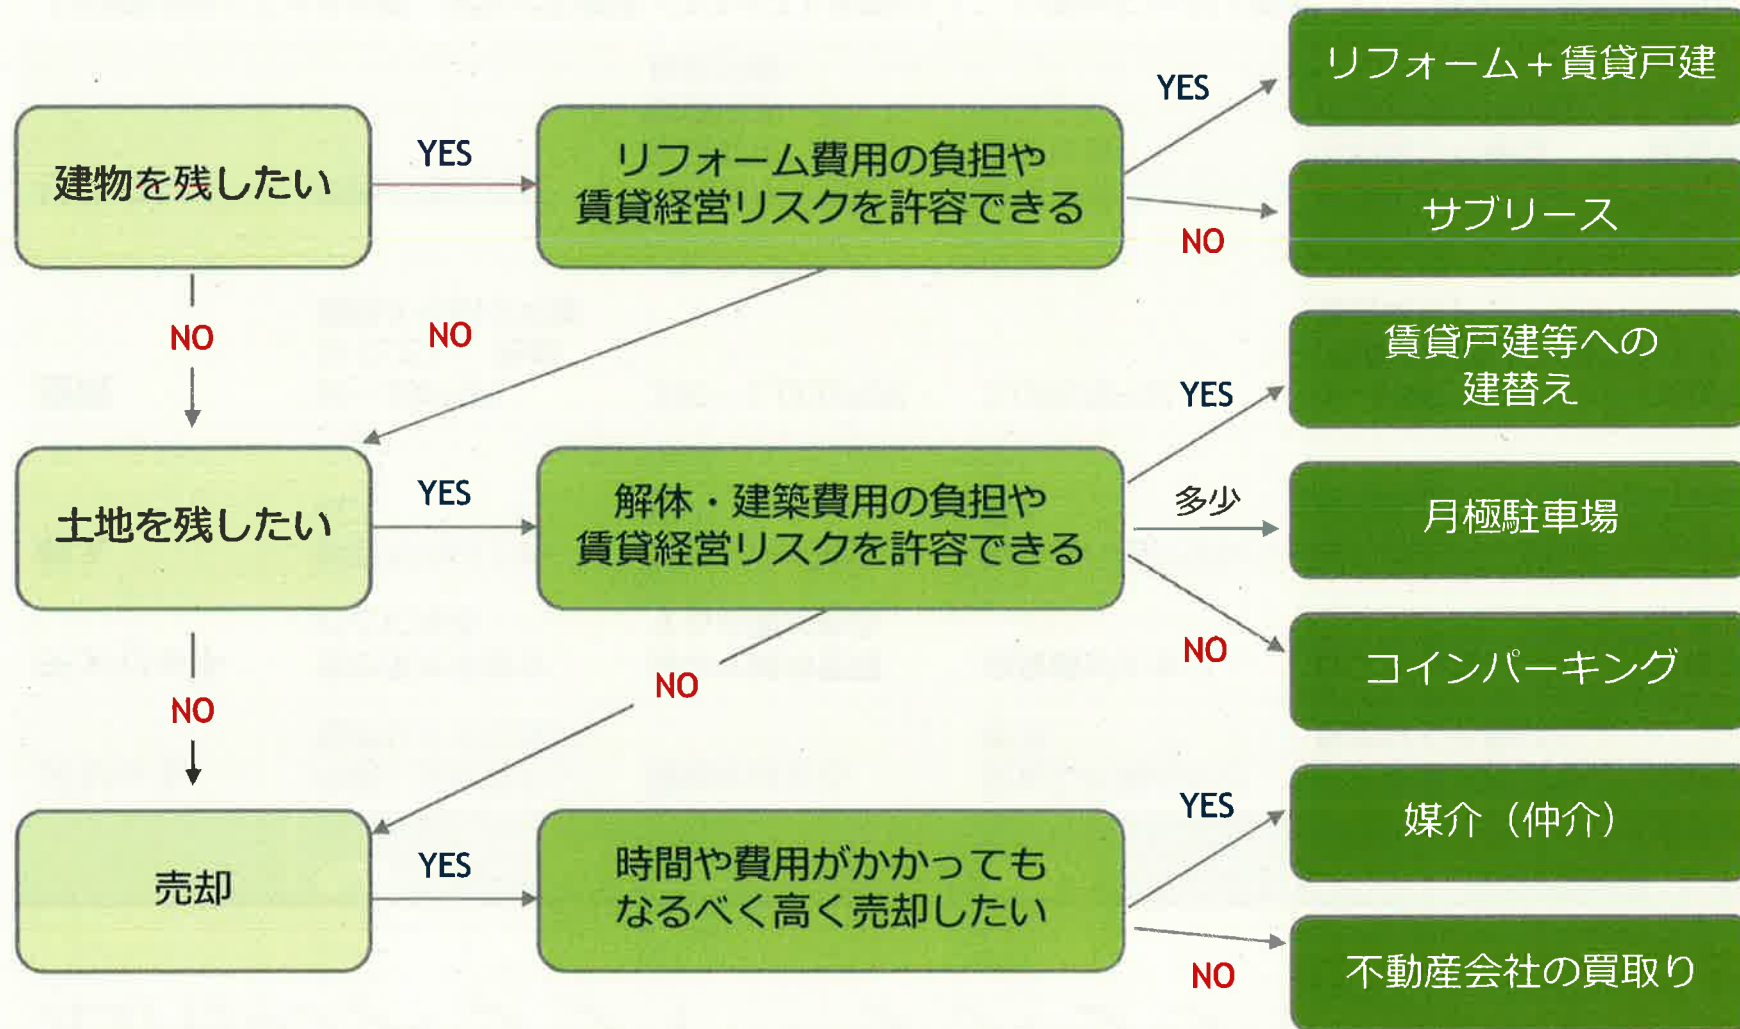 リフォーム＋賃貸戸建
YES
建物を残したい
YES
リフォーム費用の負担や
賃貸経営リスクを許容できる
サブリース
NO
NO
NO
賃貸戸建等への
建替え
YES
土地を残したい
YES
解体・建築費用の負担や
賃貸経営リスクを許容できる
多少
月極駐車場
NO
コインパーキング
NO
NO
売却
YES
時間や費用がかかっても
なるべく高く売却したい
YES
媒介（仲介）
NO
不動産会社の買取り